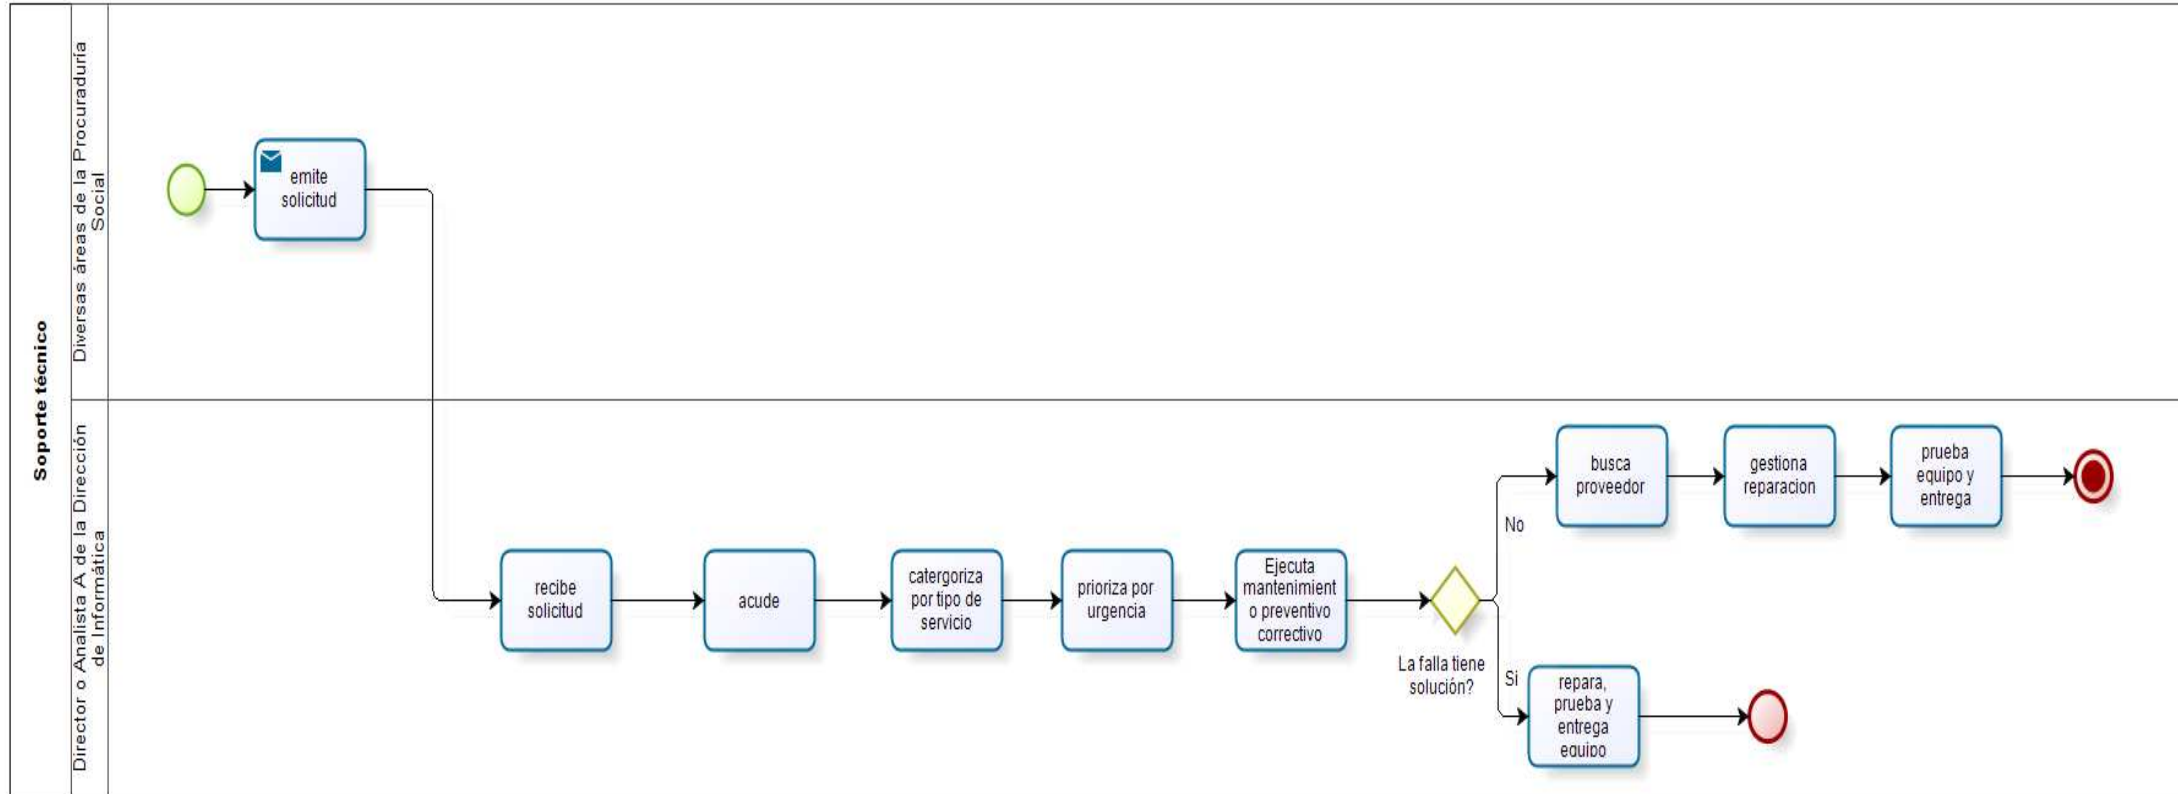 Soporte técnico
Diversas áreas de la Procuraduría
Social
emite
solicitud
Director o Analista A de la Dirección
de Informática
recibe
solicitud
acude
catergoriza
por tipo de
servicio
prioriza por
urgencia
Ejecuta
mantenimient
o preventivo
correctivo
La falla tiene
solución?
No
busca
proveedor
gestiona
reparacion
prueba
equipo y
entrega
Si
repara,
prueba y
entrega
equipo